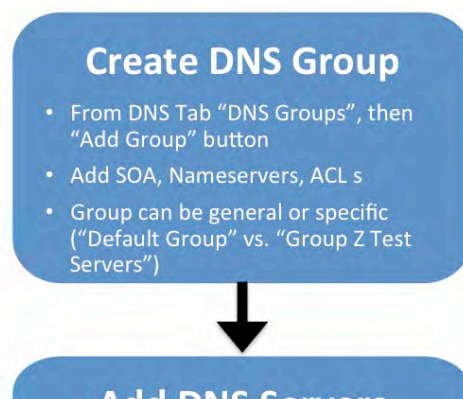 Create DNS Group
• From DNS Tab “DNS Groups”, then
“Add Group” button
• Add SOA, Nameservers, ACL s
• Group can be general or specific
(“Default Group” vs. “Group Z Test
Servers”)
Add DNS Servers